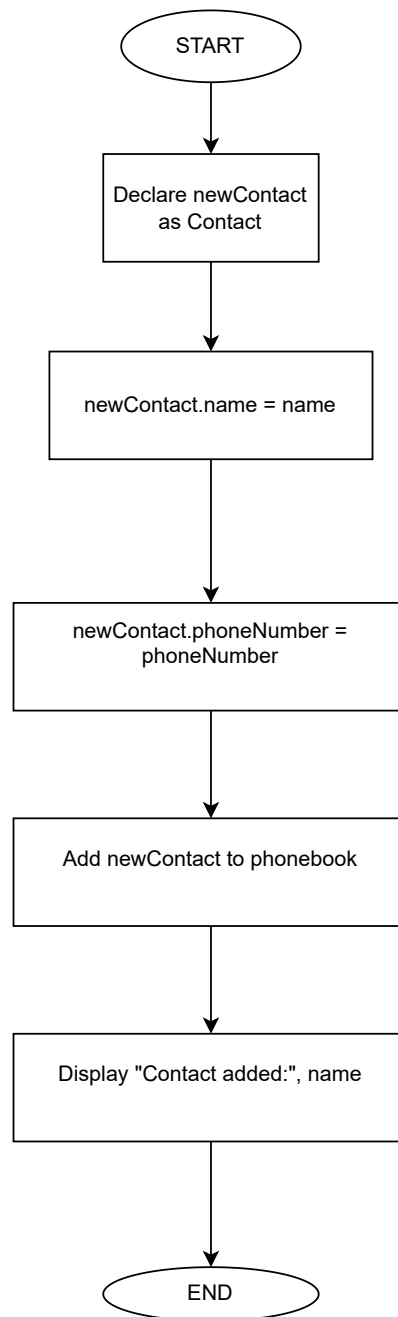 START
Declare newContact
as Contact
newContact.name = name
newContact.phoneNumber =
phoneNumber
Add newContact to phonebook
Display "Contact added:", name
END